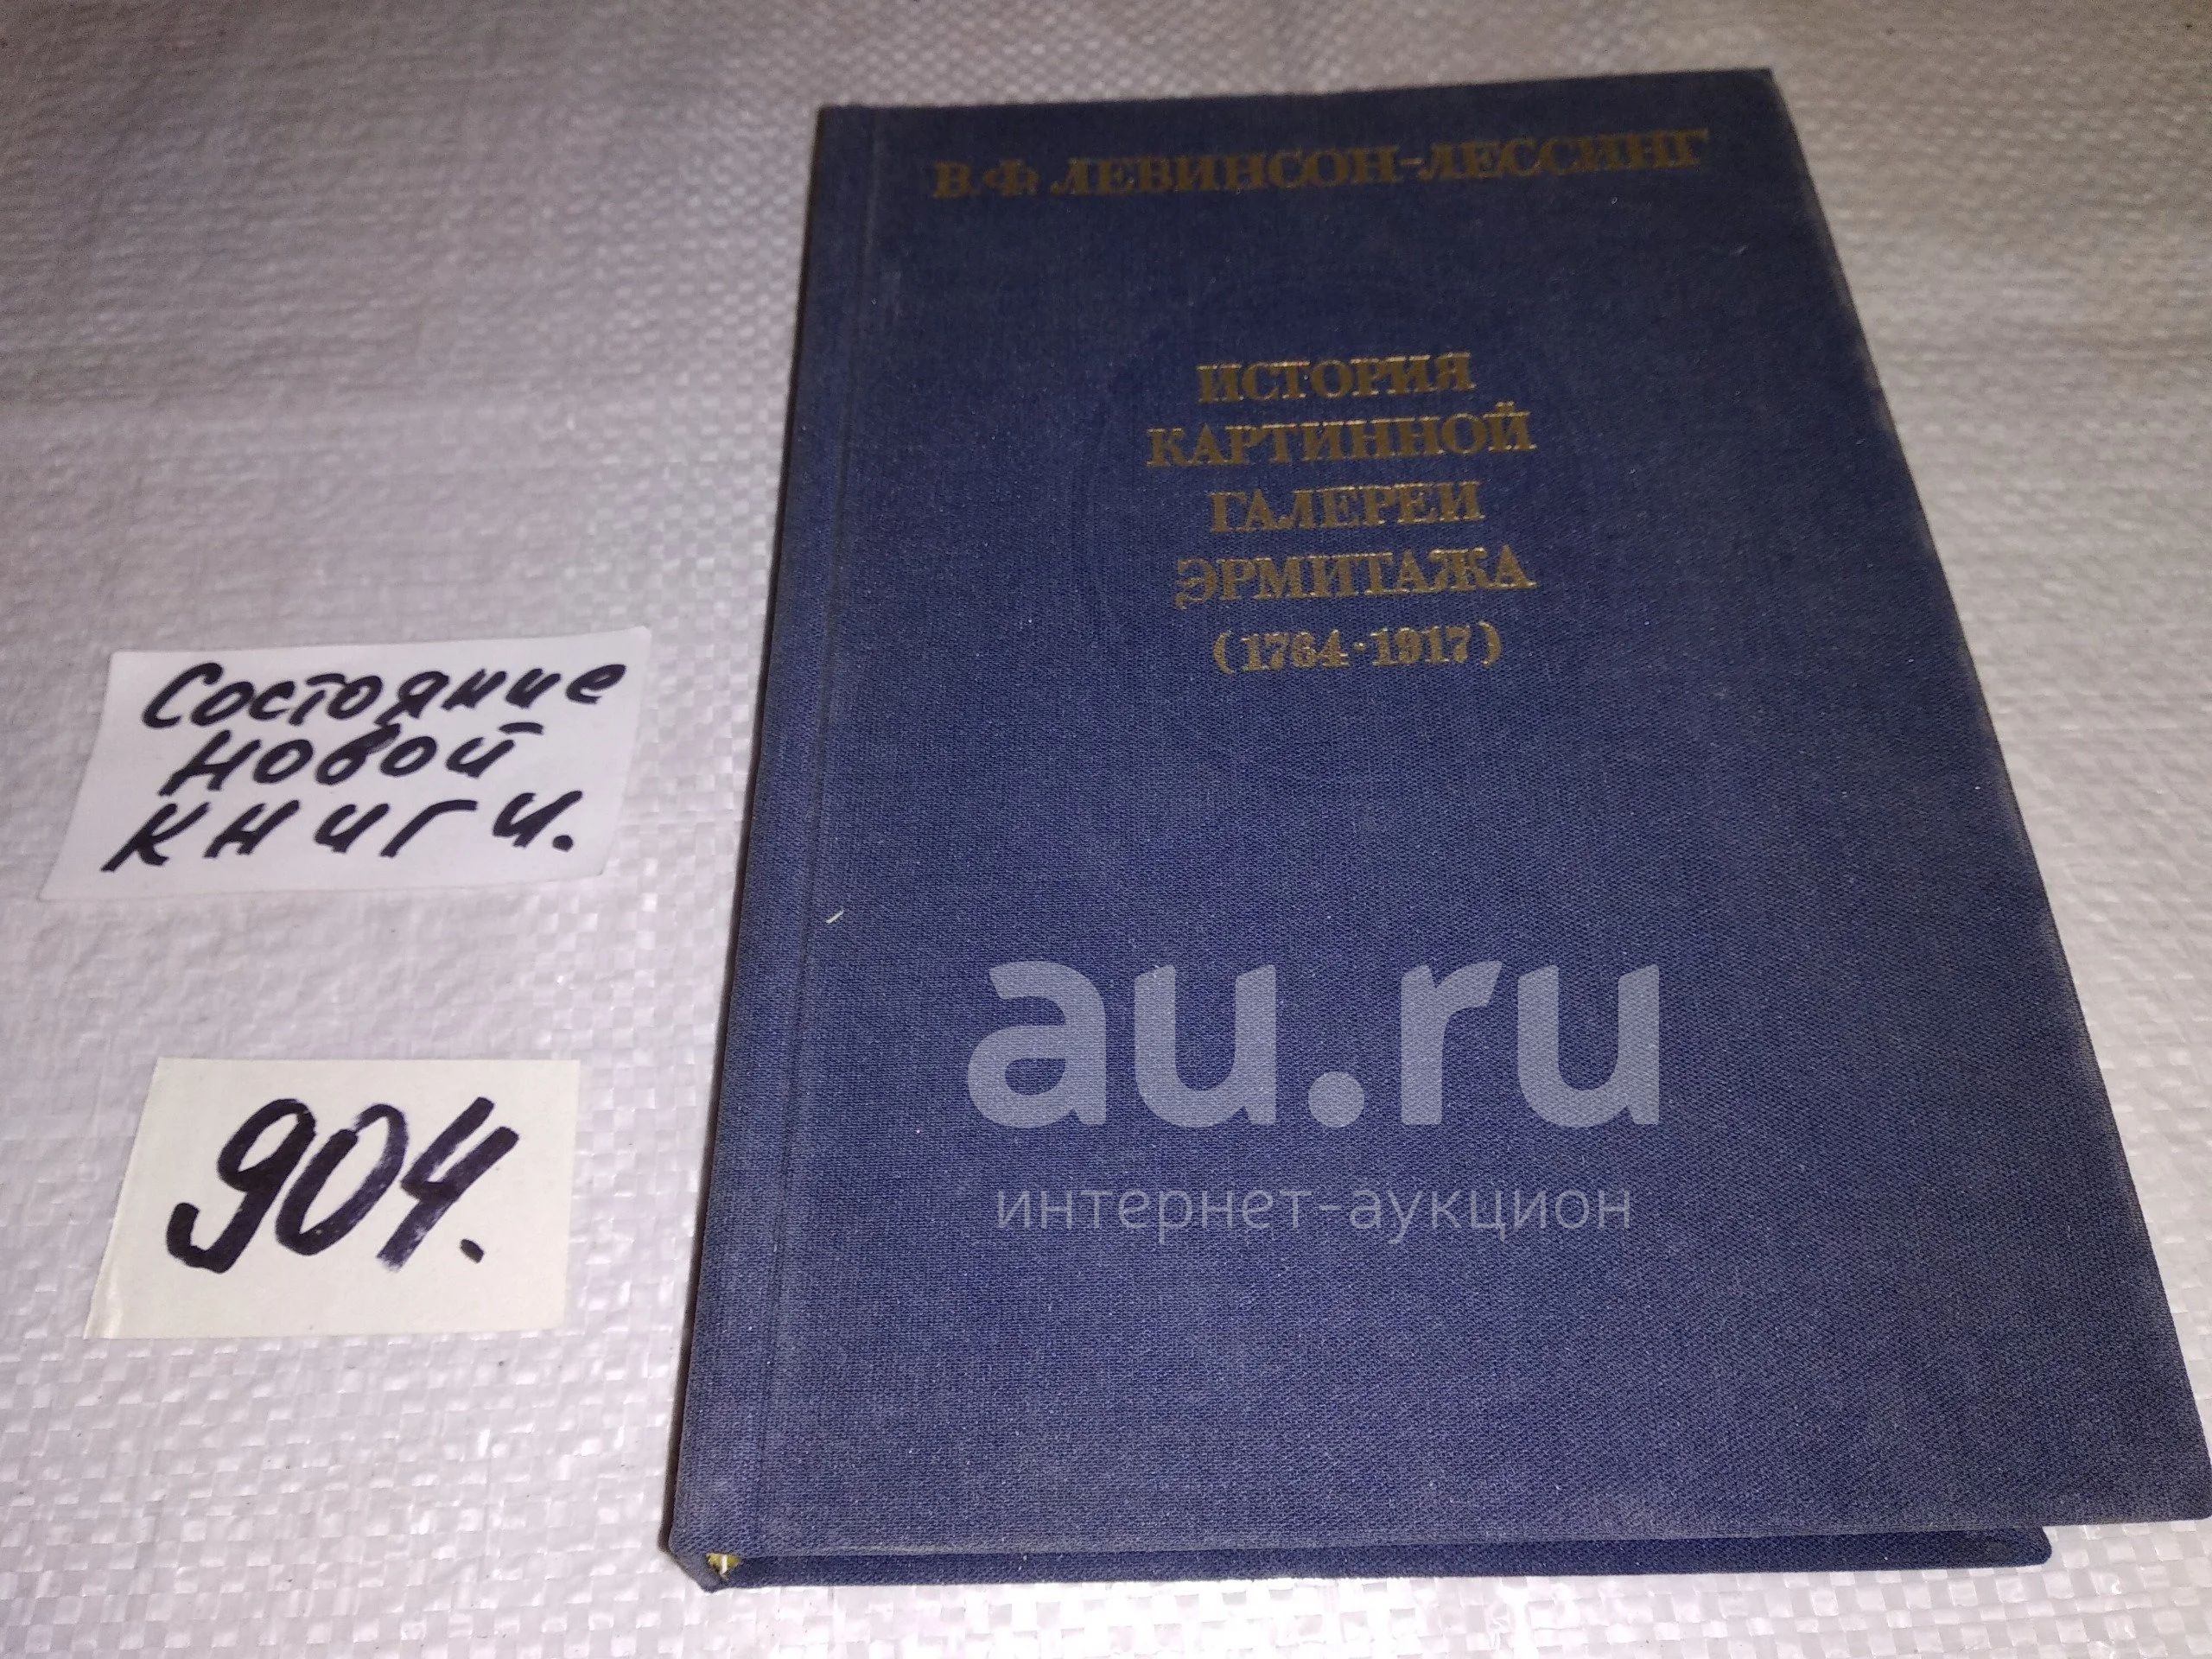 В.Ф. ЛЕВИНСОН-ЛЕССИНГ
ИСТОРИЯ
КАРТИННОЙ
ГАЛЕРЕИ
ЭРМИТАЖА
(1764-1917)
Состояние
новой
книги.
904.
au.ru
интернет-аукцион